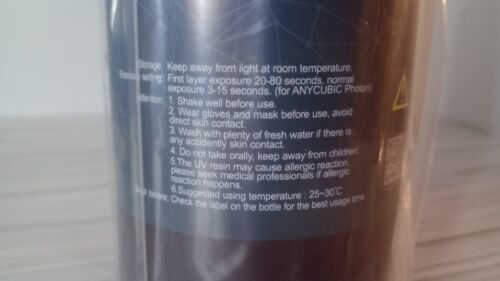 Storage: Keep away from light at room temperature.
Exposure setting: First layer exposure 20-80 seconds, normal
exposure 3-15 seconds. (for ANYCUBIC Photon)
Attention: 1. Shake well before use.
2. Wear gloves and mask before use, avoid
direct skin contact.
3. Wash with plenty of fresh water if there is
any accidently skin contact.
4. Do not take orally, keep away from children.
5.The UV resin may cause allergic reaction,
please seek medical professionals if allergic
reaction happens.
6.Suggested using temperature : 25~30℃
Best before: Check the label on the bottle for the best usage time